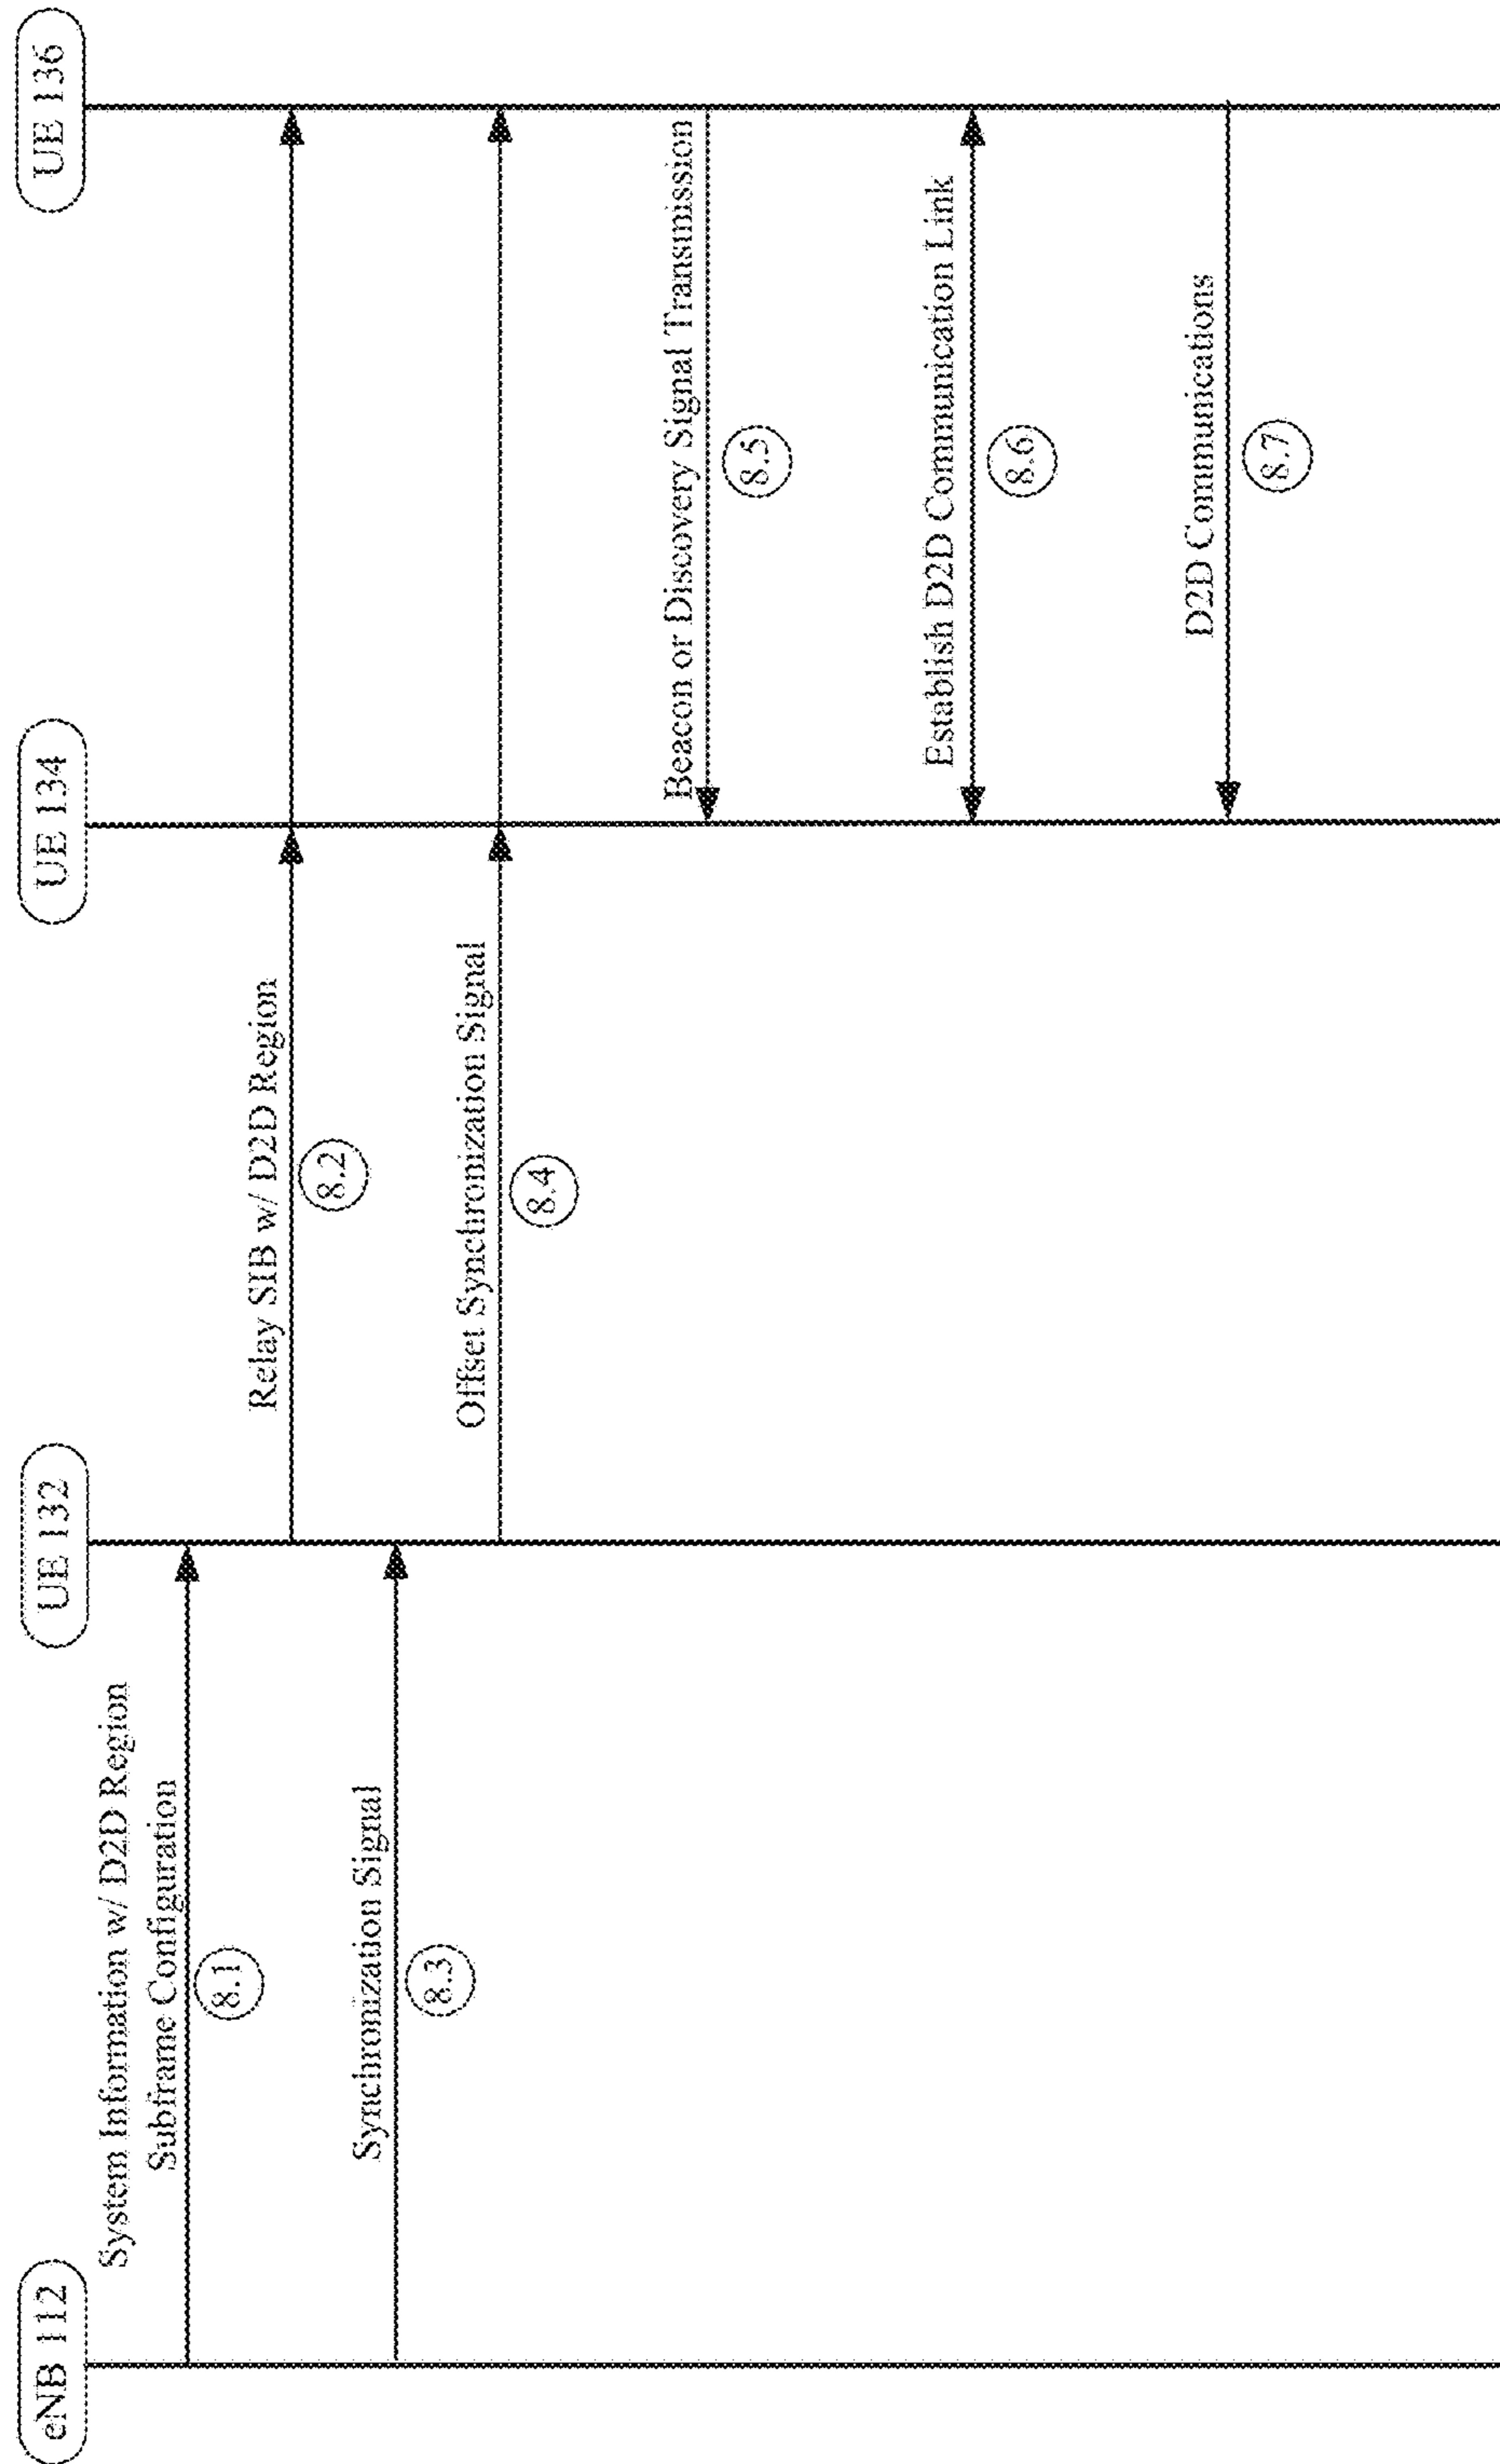 eNB 112
UE 132
UE 134
UE 136
System Information w/ D2D Region
Subframe Configuration
8.1
Relay SIB w/ D2D Region
8.2
Synchronization Signal
8.3
Offset Synchronization Signal
8.4
Beacon or Discovery Signal Transmission
8.5
Establish D2D Communication Link
8.6
D2D Communications
8.7